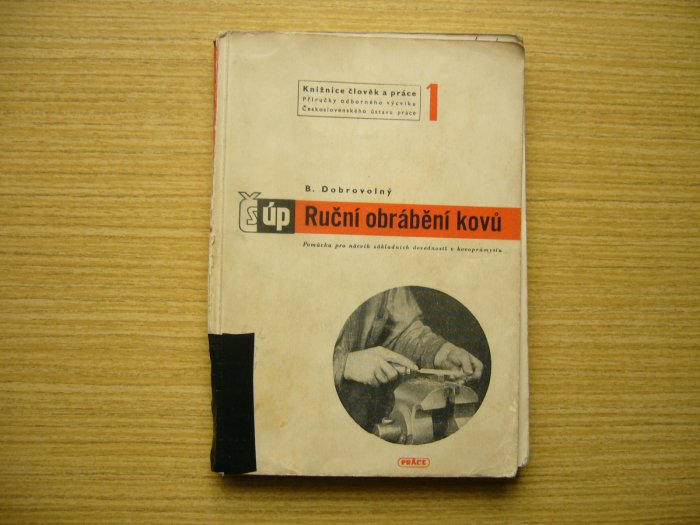 Knižnice člověk a práce
Příručky odborného výcviku
Československého ústavu práce
1
B. Dobrovolný
ČsÚP
Ruční obrábění kovů
Pomůcka pro nácvik základních dovedností v kovoprůmyslu
PRÁCE